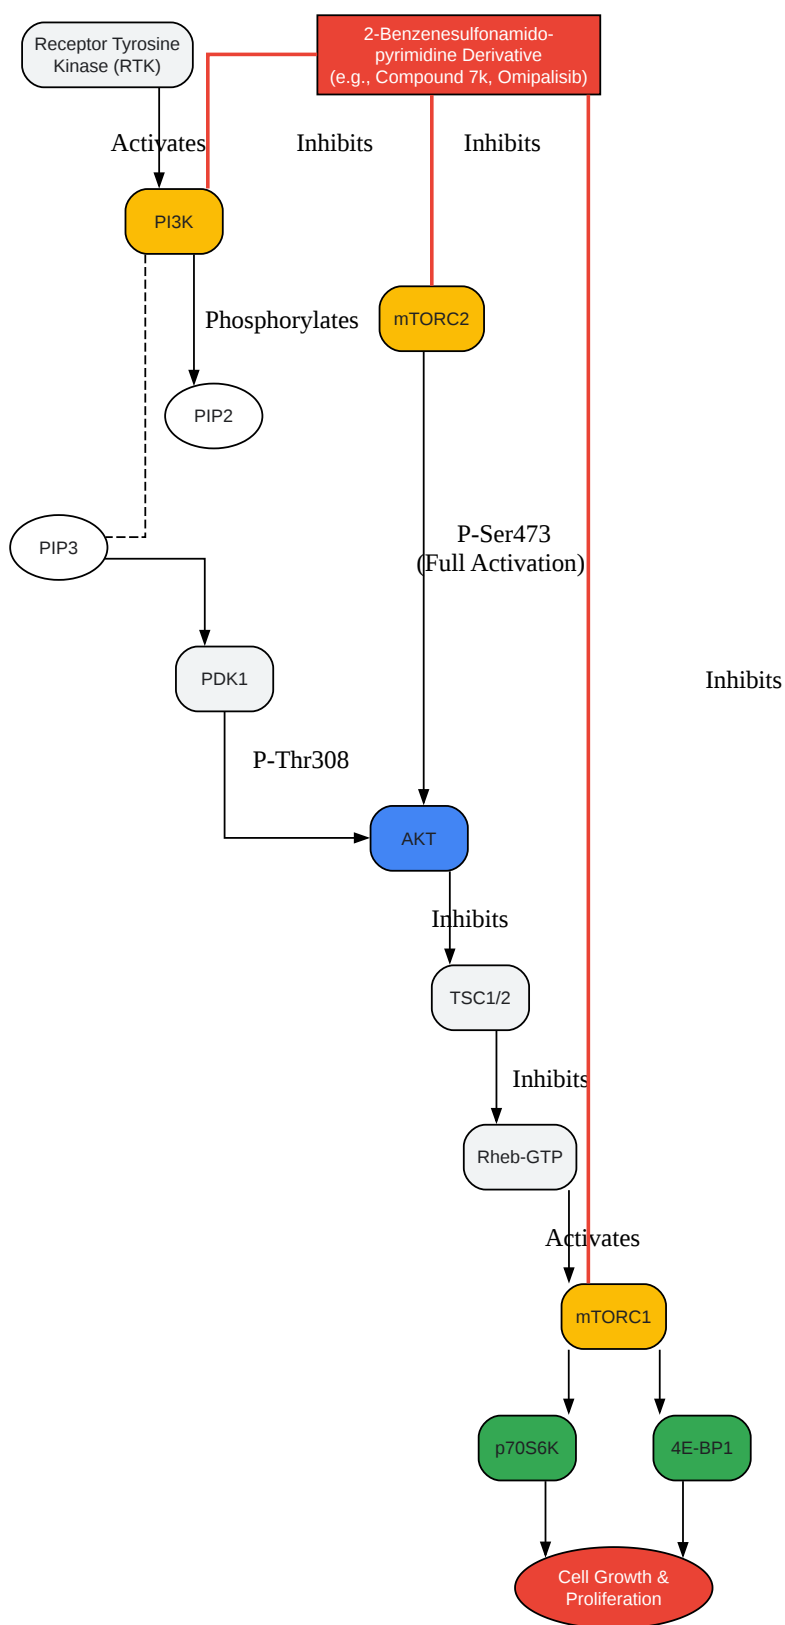 Receptor Tyrosine
Kinase (RTK)
2-Benzenesulfonamido-
pyrimidine Derivative
(e.g., Compound 7k, Omipalisib)
Activates
Inhibits
Inhibits
PI3K
Phosphorylates
mTORC2
PIP2
P-Ser473
(Full Activation)
PIP3
PDK1
Inhibits
P-Thr308
AKT
Inhibits
TSC1/2
Inhibits
Rheb-GTP
Activates
mTORC1
p70S6K
4E-BP1
Cell Growth &
Proliferation